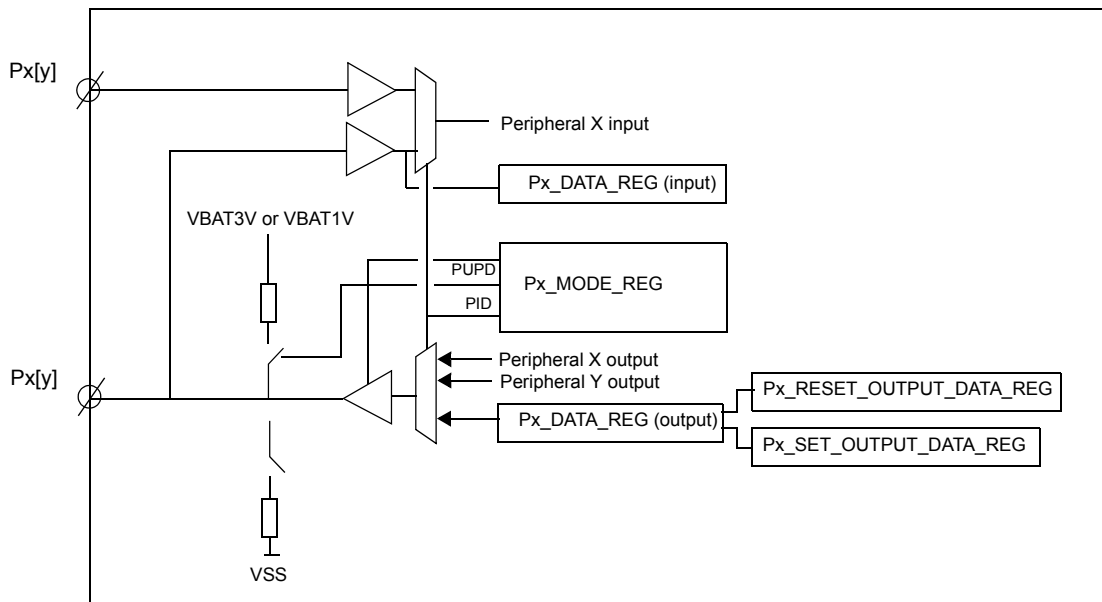 Px[y]
Peripheral X input
Px_DATA_REG (input)
VBAT3V or VBAT1V
PUPD
Px_MODE_REG
PID
Peripheral X output
Px[y]
Peripheral Y output
Px_RESET_OUTPUT_DATA_REG
Px_DATA_REG (output)
Px_SET_OUTPUT_DATA_REG
VSS